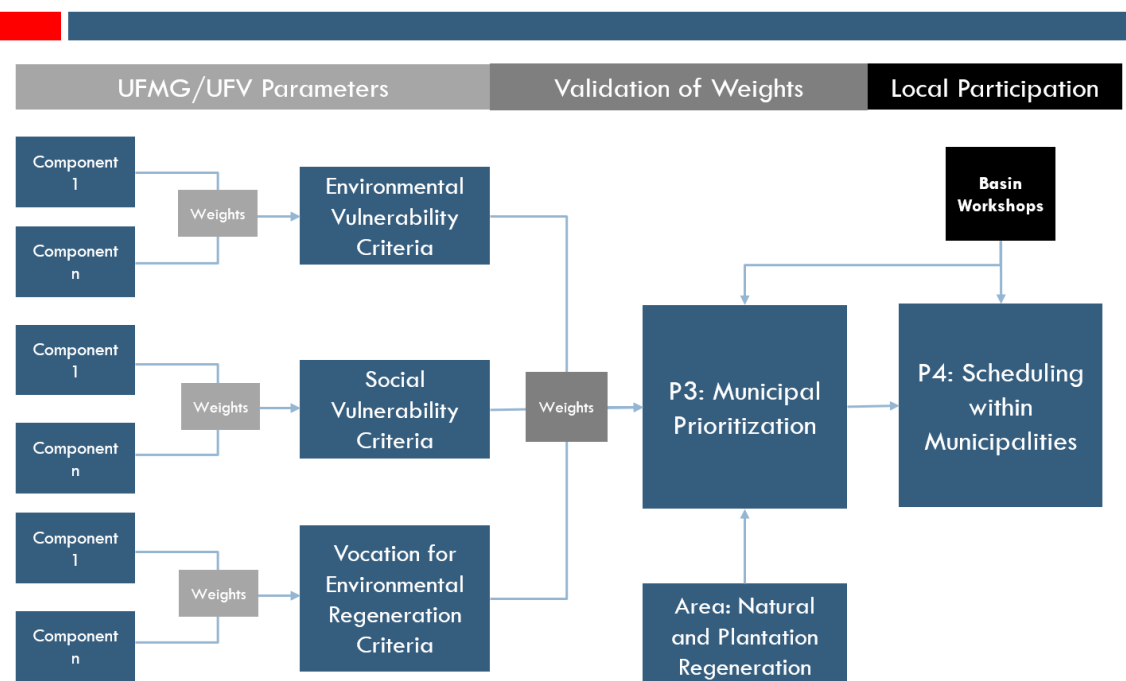 UFMG/UFV Parameters
Validation of Weights
Local Participation
Component
1
Weights
Component
n
Environmental
Vulnerability
Criteria
Component
1
Weights
Component
n
Social
Vulnerability
Criteria
Component
1
Weights
Component
n
Vocation for
Environmental
Regeneration
Criteria
Weights
P3: Municipal
Prioritization
Area: Natural
and Plantation
Regeneration
Basin
Workshops
P4: Scheduling
within
Municipalities